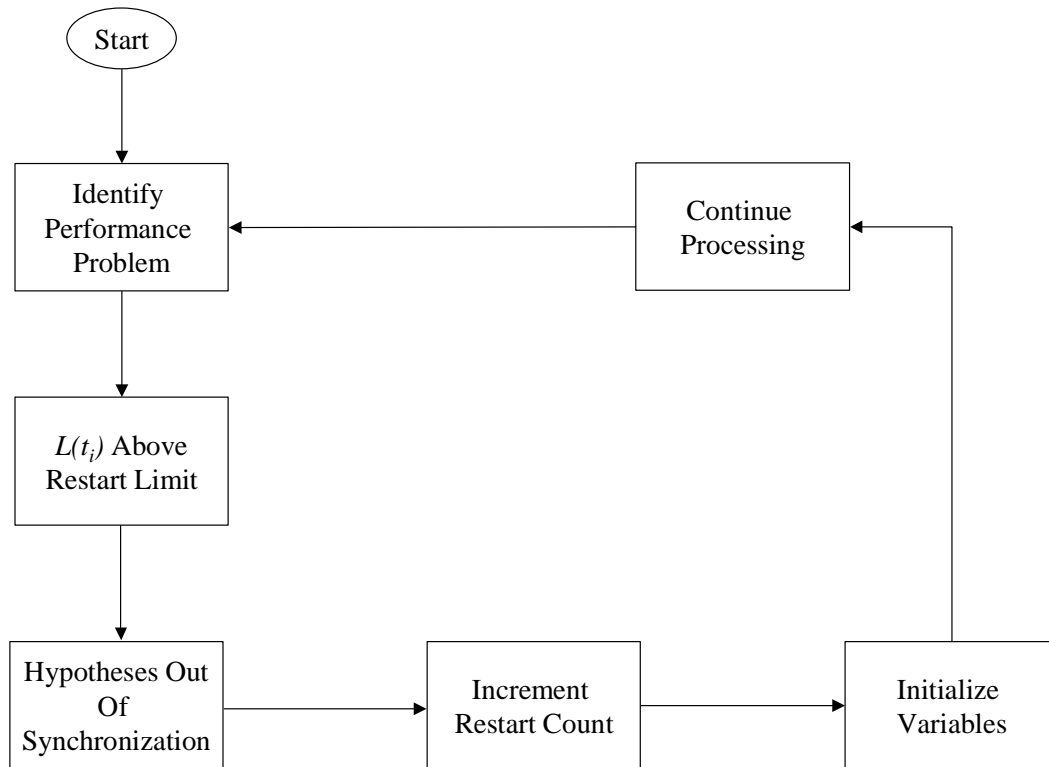 Start
Identify
Performance
Problem
Continue
Processing
L(tᵢ) Above
Restart Limit
Hypotheses Out
Of
Synchronization
Increment
Restart Count
Initialize
Variables